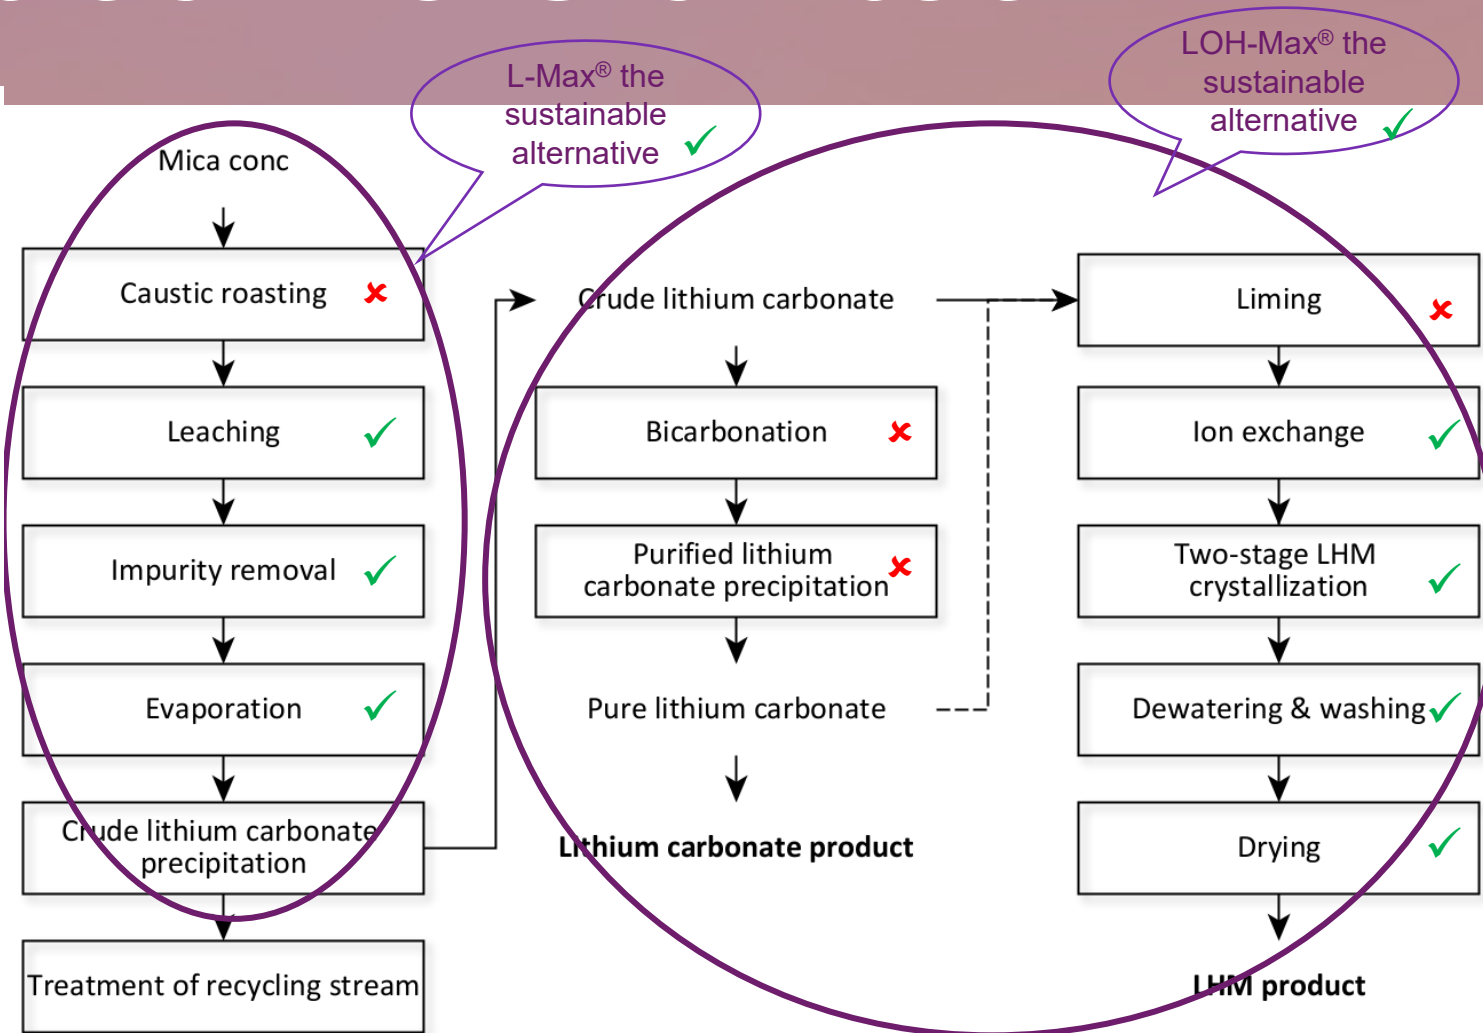 L-Max® the
sustainable
alternative ✓
LOH-Max® the
sustainable
alternative ✓
Mica conc
Caustic roasting ✘
Leaching ✓
Impurity removal ✓
Evaporation ✓
Crude lithium carbonate
precipitation
Treatment of recycling stream
Crude lithium carbonate
Bicarbonation ✘
Purified lithium
carbonate precipitation ✘
Pure lithium carbonate
Lithium carbonate product
Liming ✘
Ion exchange ✓
Two-stage LHM
crystallization ✓
Dewatering & washing ✓
Drying ✓
LHM product